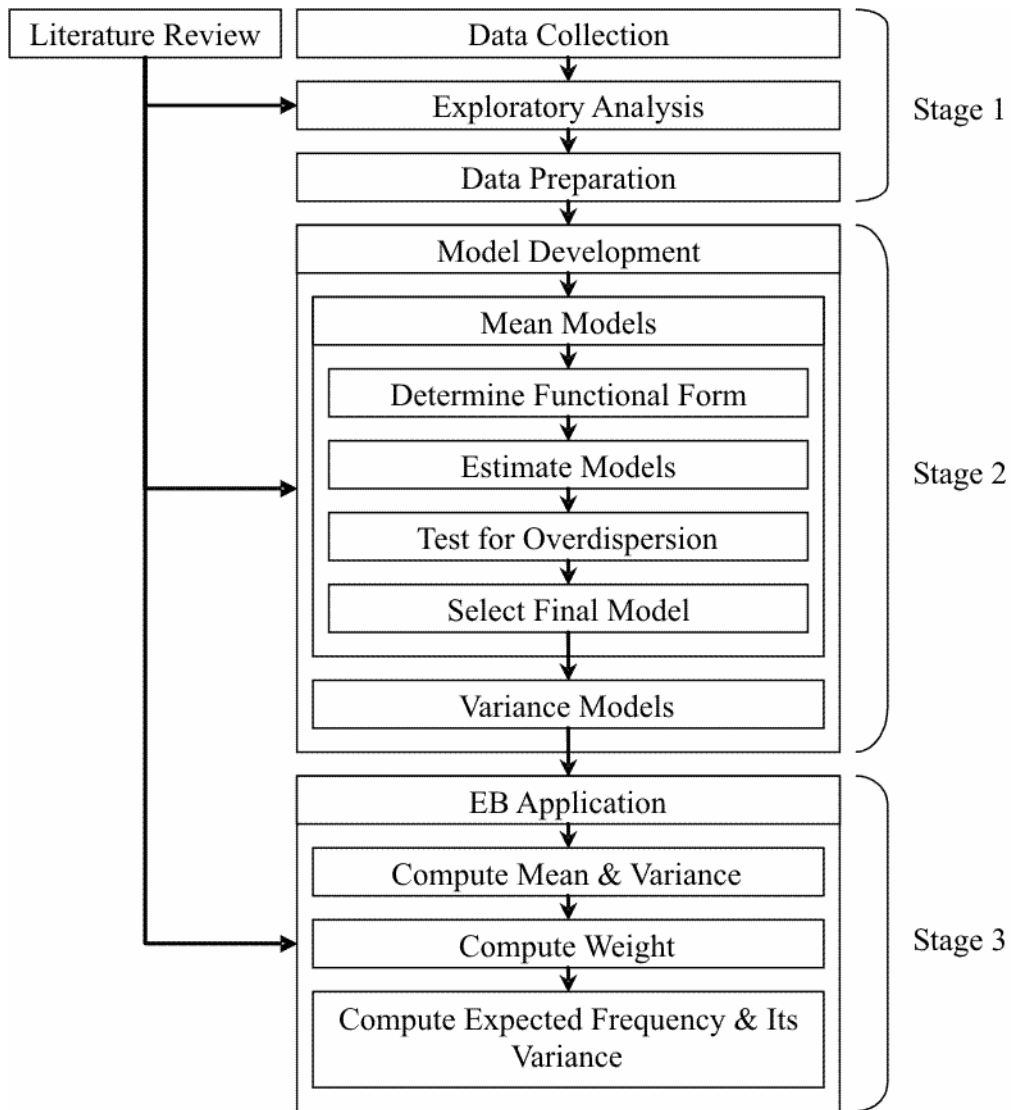 Literature Review
Data Collection
Exploratory Analysis
Data Preparation
Stage 1
Model Development
Mean Models
Determine Functional Form
Estimate Models
Test for Overdispersion
Select Final Model
Variance Models
Stage 2
EB Application
Compute Mean & Variance
Compute Weight
Compute Expected Frequency & Its
Variance
Stage 3